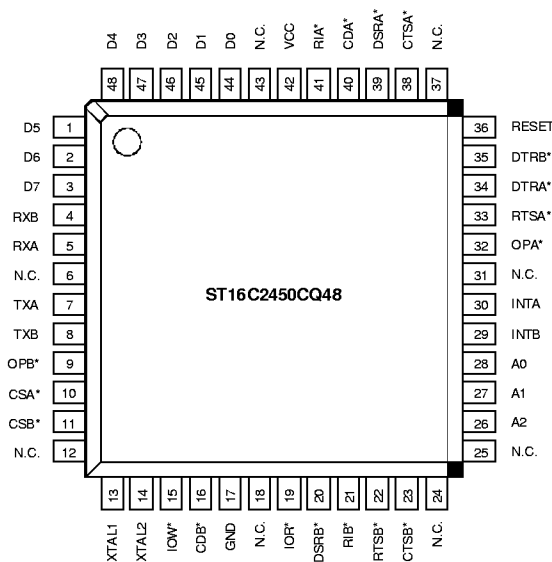 D4 D3 D2 D1 D0 N.C. VCC RIA* CDA* DSRA* CTSA* N.C.
48 47 46 45 44 43 42 41 40 39 38 37
D5 1
D6 2
D7 3
RXB 4
RXA 5
N.C. 6
TXA 7
TXB 8
OPB* 9
CSA* 10
CSB* 11
N.C. 12
ST16C2450CQ48
36 RESET
35 DTRB*
34 DTRA*
33 RTSA*
32 OPA*
31 N.C.
30 INTA
29 INTB
28 A0
27 A1
26 A2
25 N.C.
13 14 15 16 17 18 19 20 21 22 23 24
XTAL1 XTAL2 IOW* CDB* GND N.C. IOR* DSRB* RIB* RTSB* CTSB* N.C.